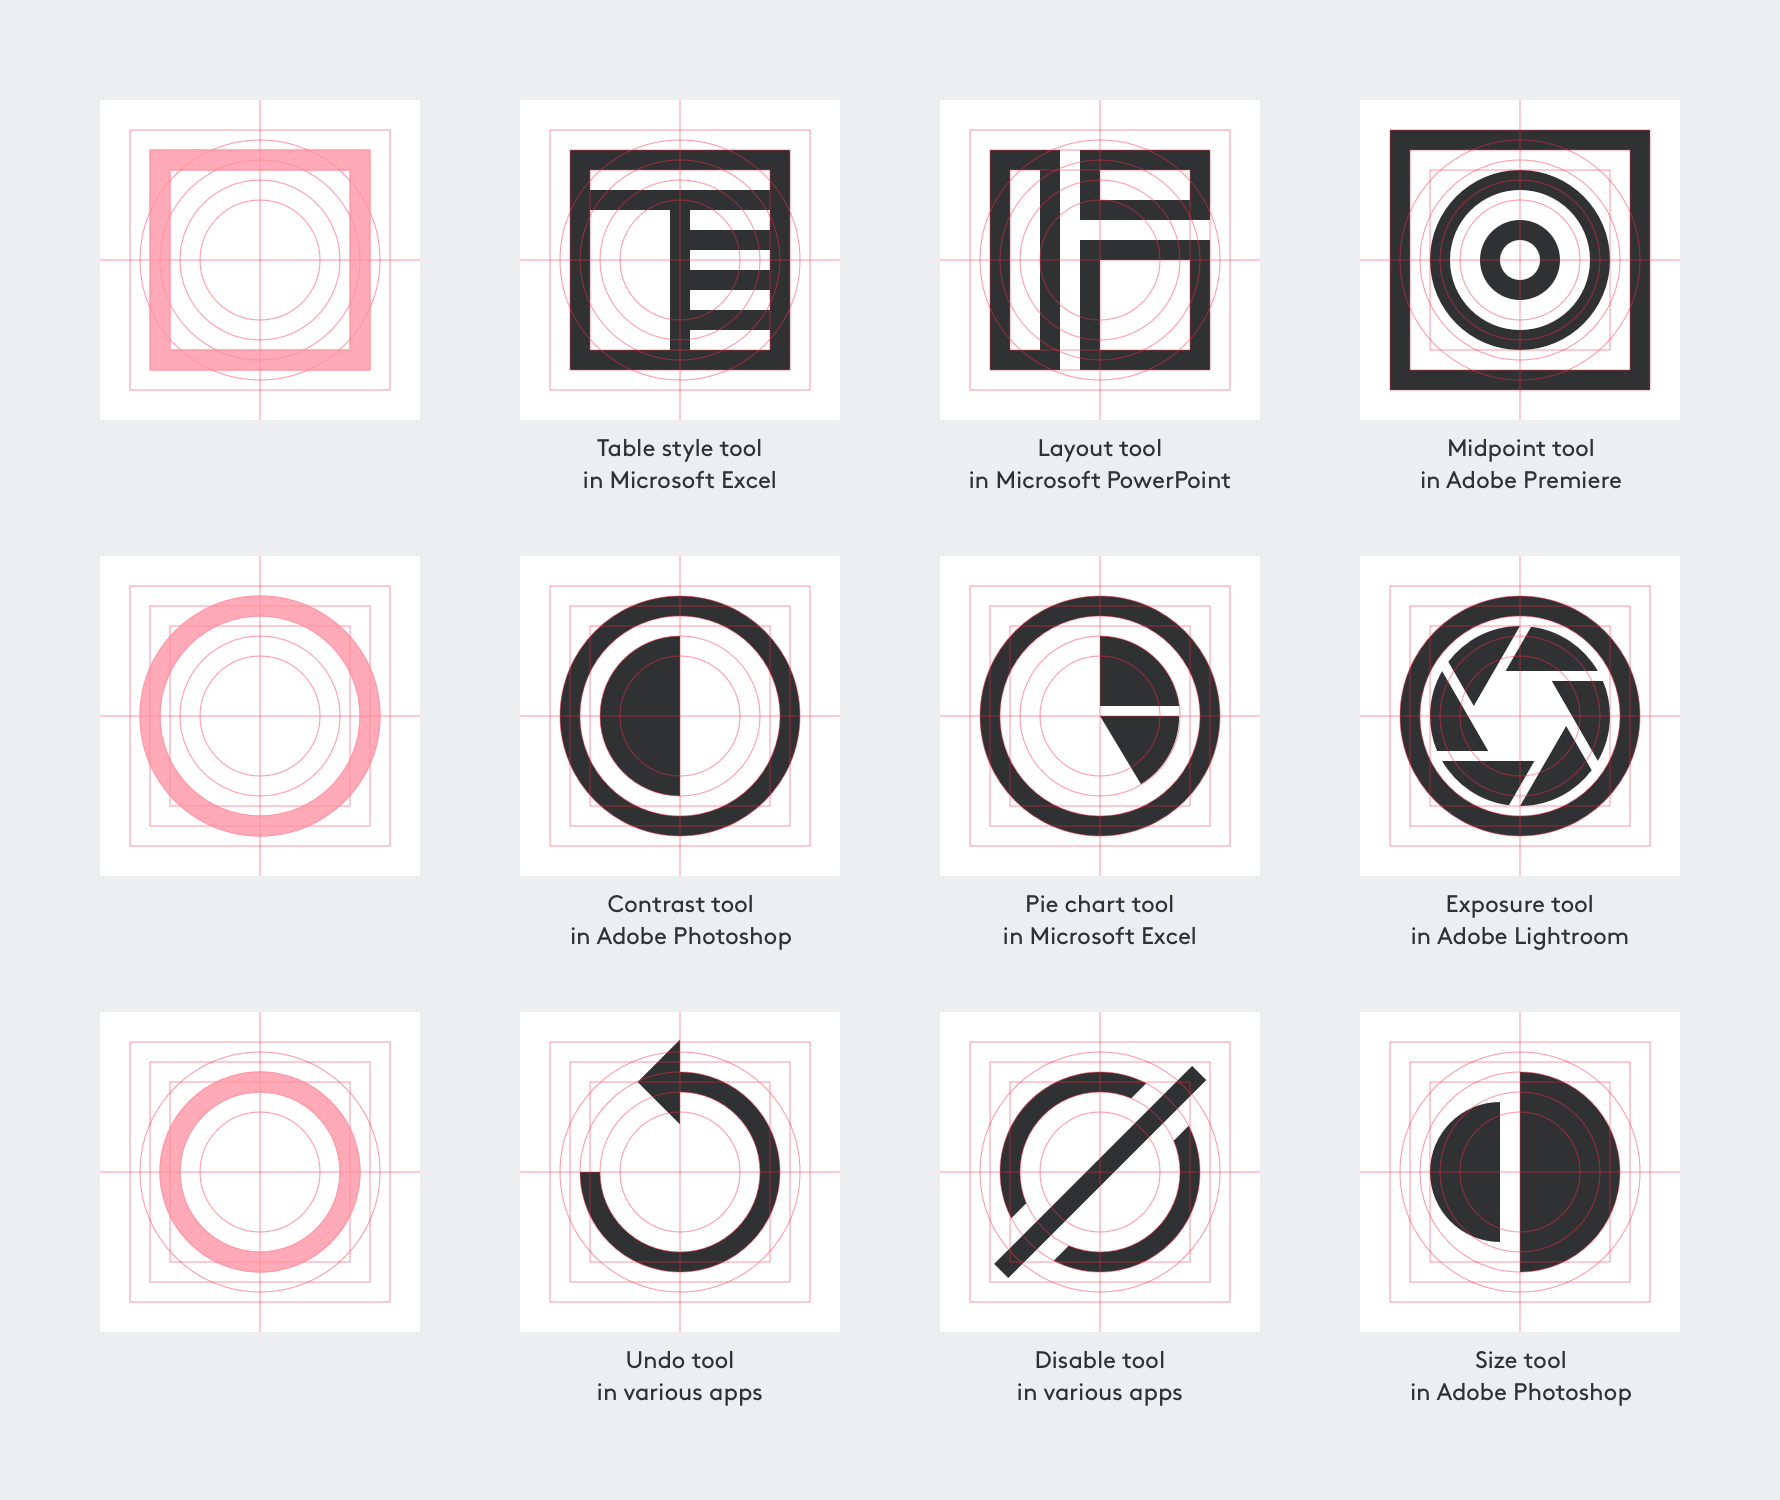 Table style tool
in Microsoft Excel
Layout tool
in Microsoft PowerPoint
Midpoint tool
in Adobe Premiere
Contrast tool
in Adobe Photoshop
Pie chart tool
in Microsoft Excel
Exposure tool
in Adobe Lightroom
Undo tool
in various apps
Disable tool
in various apps
Size tool
in Adobe Photoshop